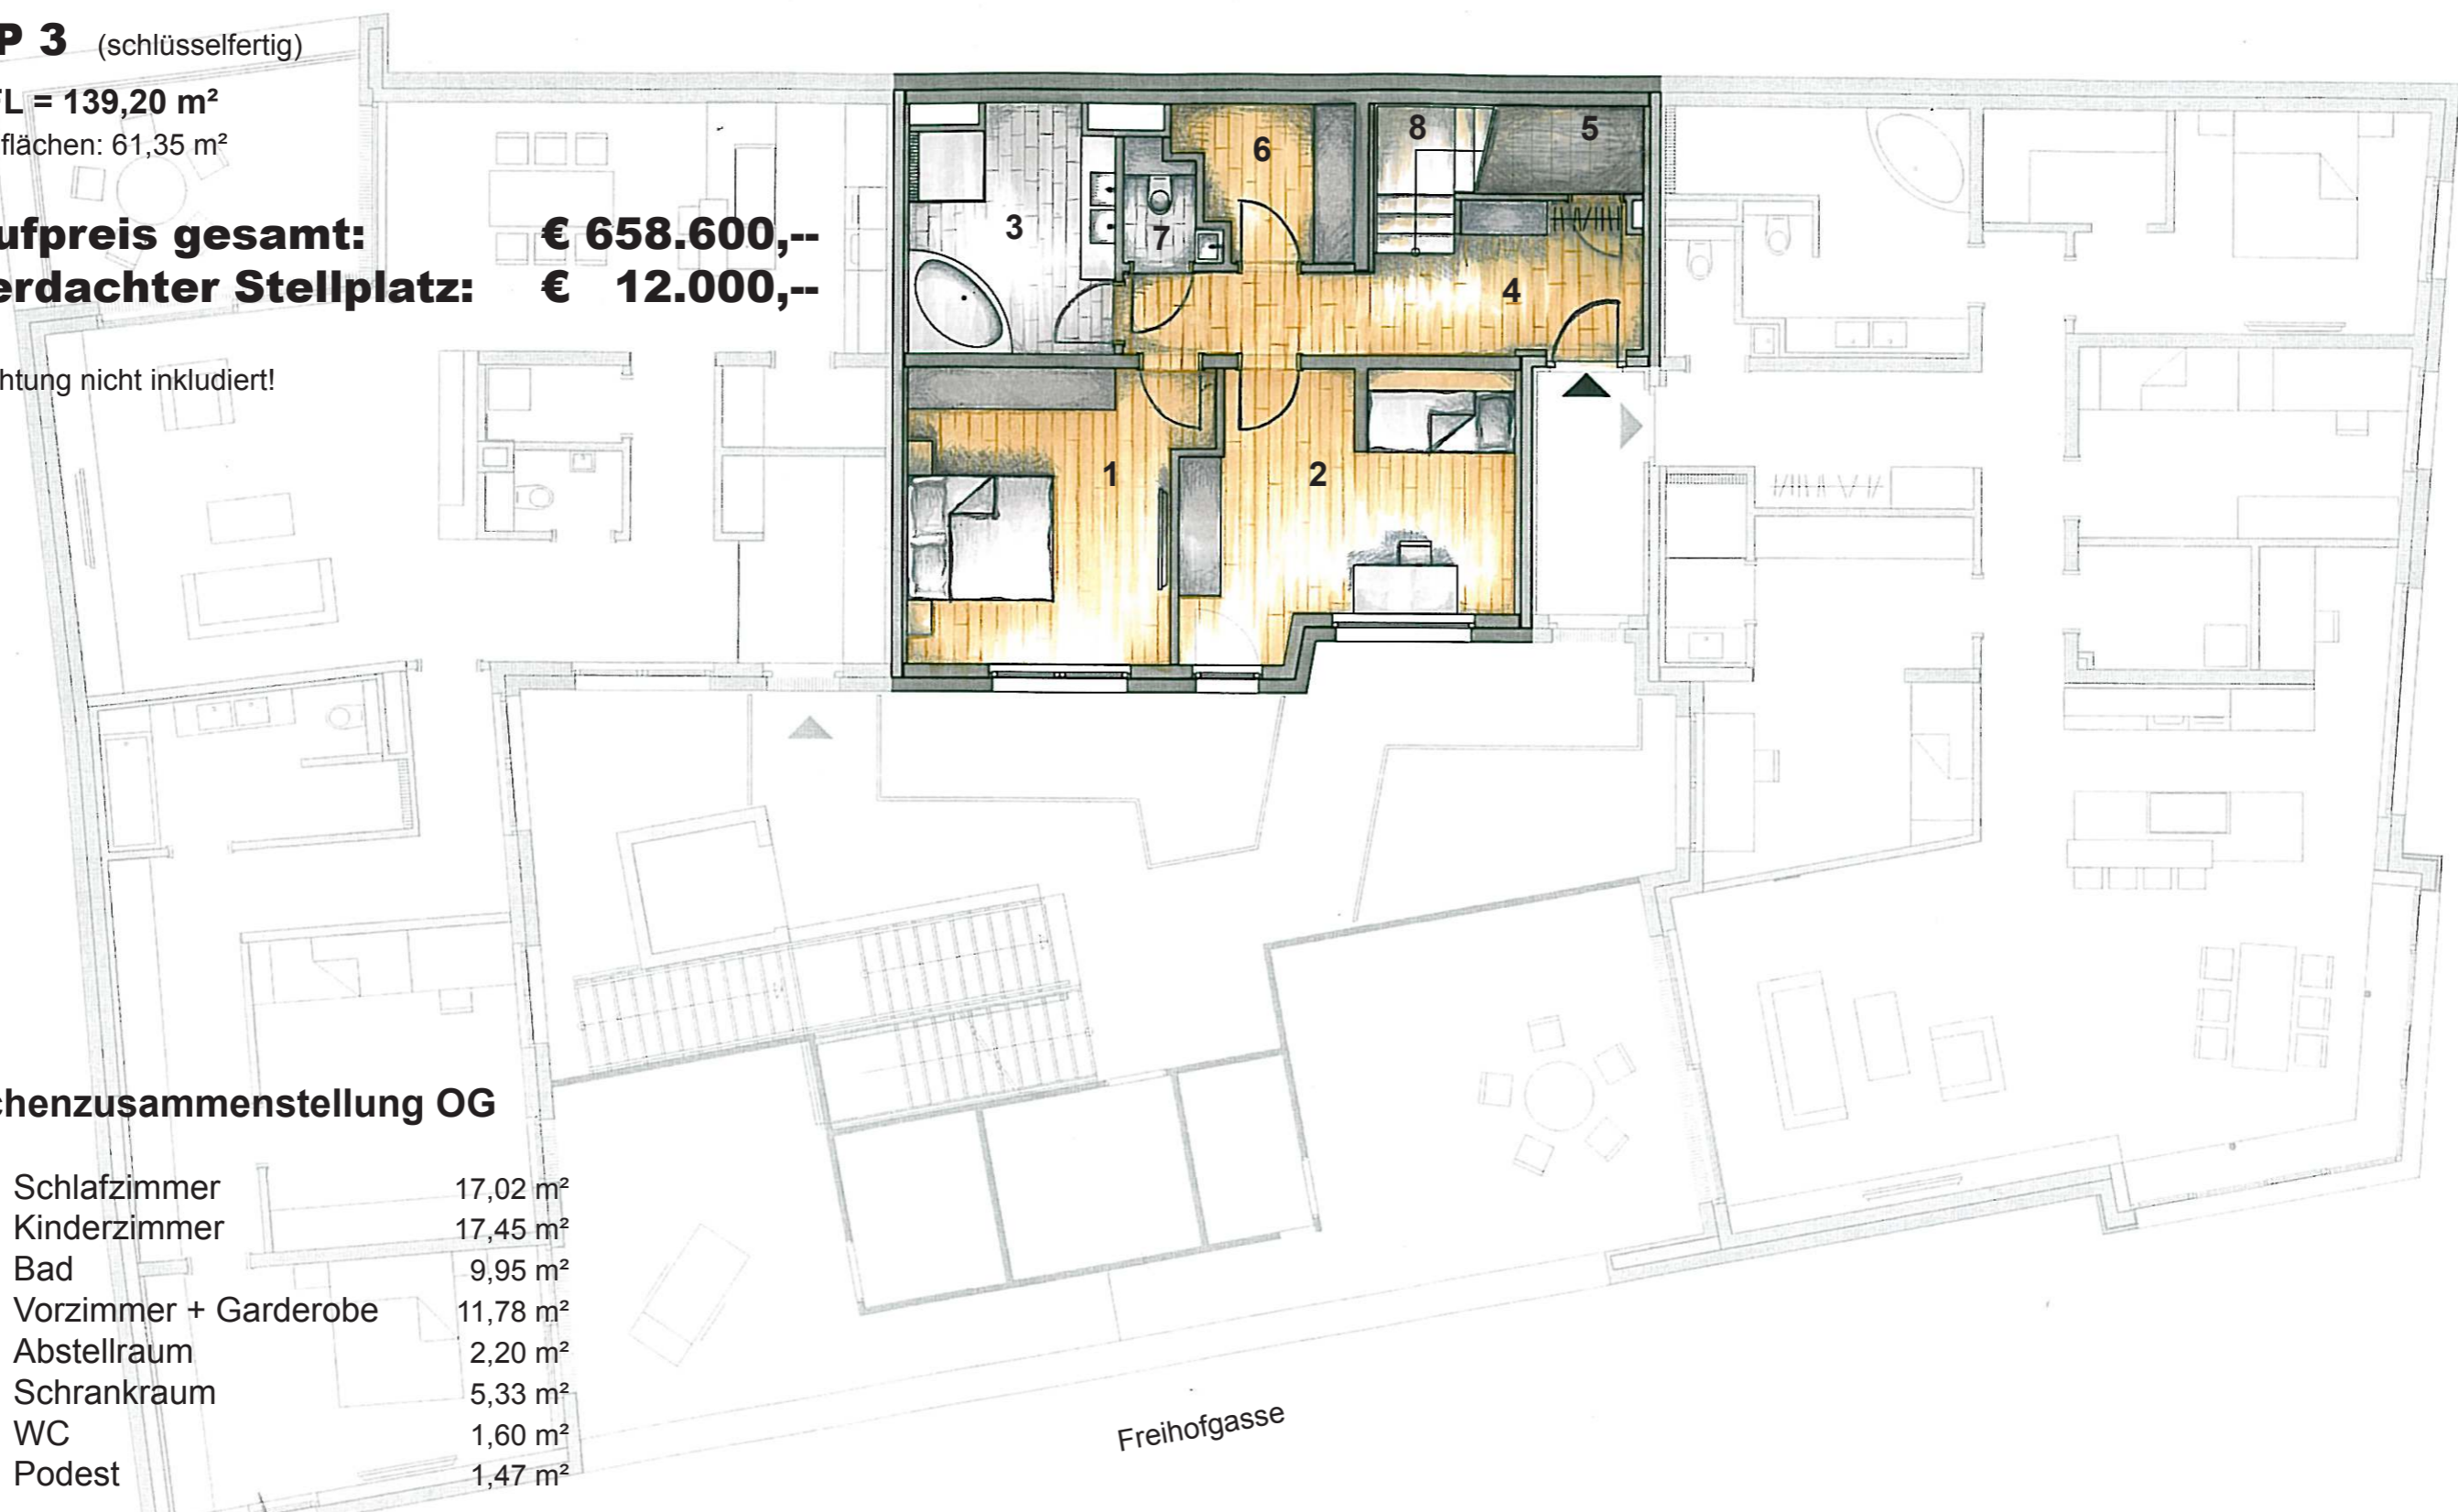 P 3 (schlüsselfertig)
FL = 139,20 m²
flächen: 61,35 m²
ufpreis gesamt: € 658.600,--
erdachter Stellplatz: € 12.000,--
htung nicht inkludiert!
8
5
6
3
7
4
1
2
chenzusammenstellung OG
Schlafzimmer 17,02 m²
Kinderzimmer 17,45 m²
Bad 9,95 m²
Vorzimmer + Garderobe 11,78 m²
Abstellraum 2,20 m²
Schrankraum 5,33 m²
WC 1,60 m²
Podest 1,47 m²
Freihofgasse